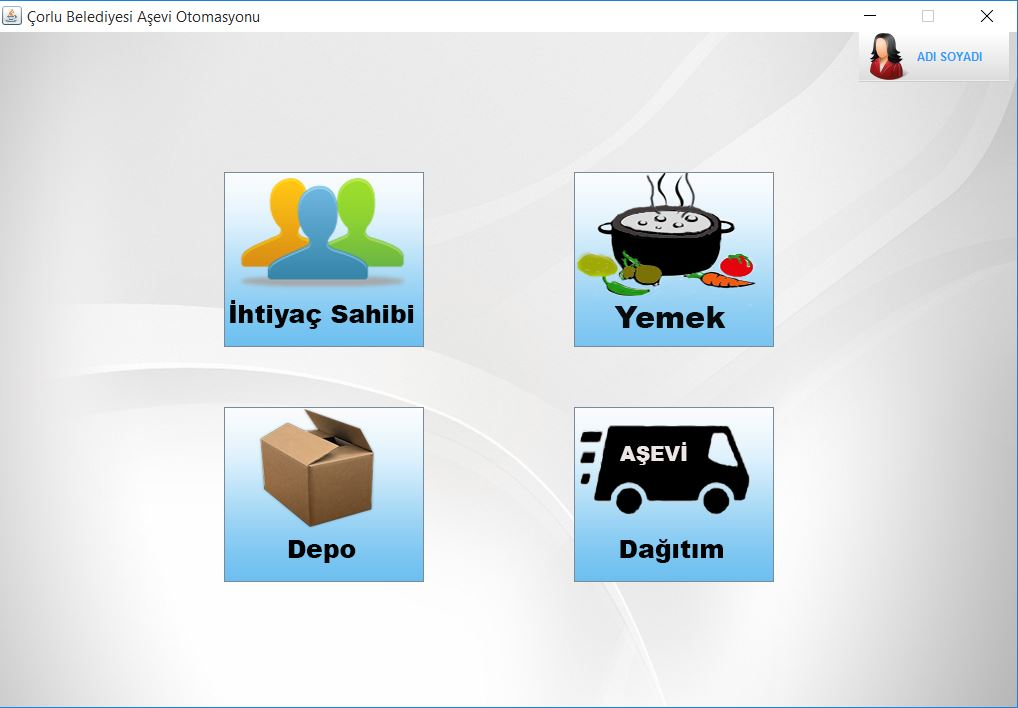 Çorlu Belediyesi Aşevi Otomasyonu
ADI SOYADI
İhtiyaç Sahibi
Yemek
AŞEVİ
Depo
Dağıtım